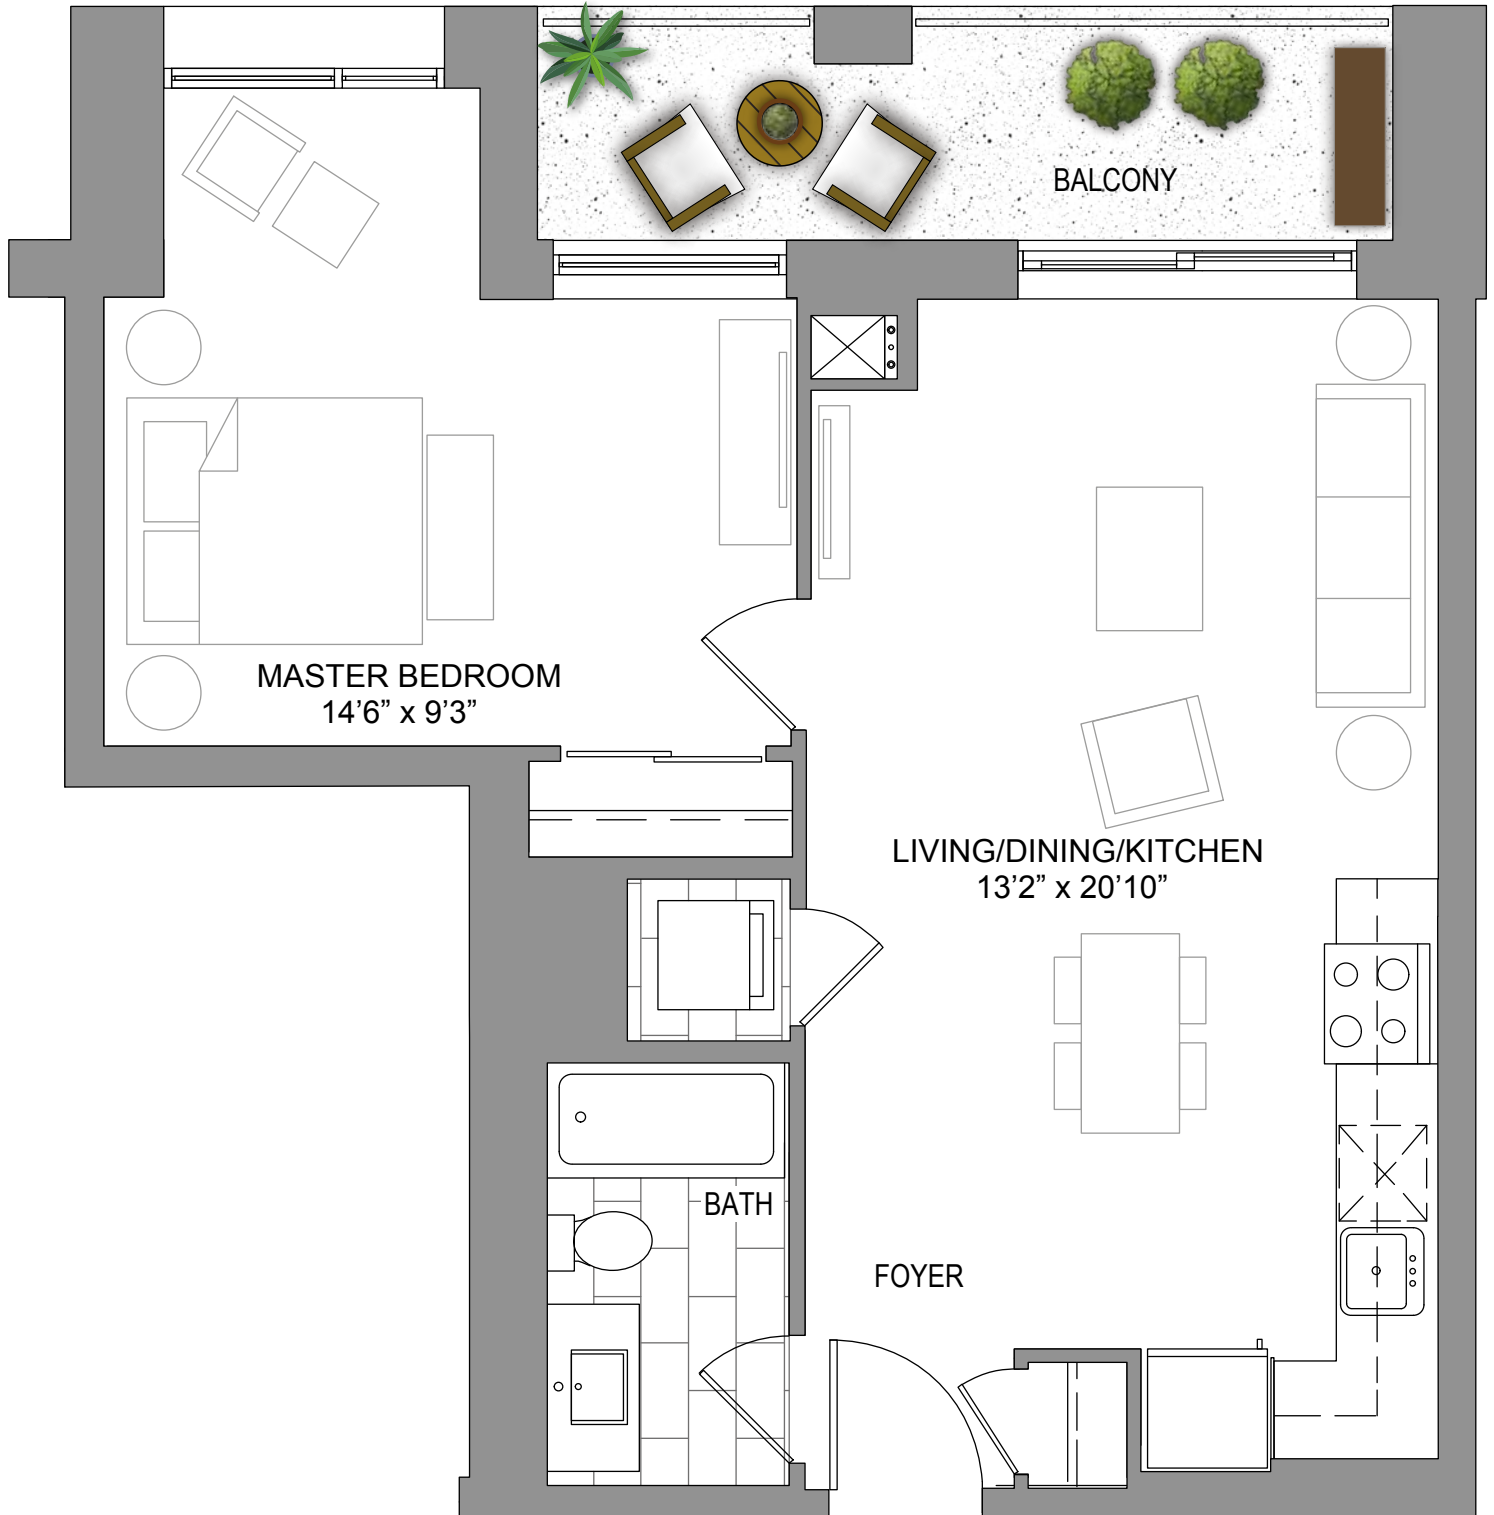 BALCONY
MASTER BEDROOM
14’6” x 9’3”
LIVING/DINING/KITCHEN
13’2” x 20’10”
BATH
FOYER